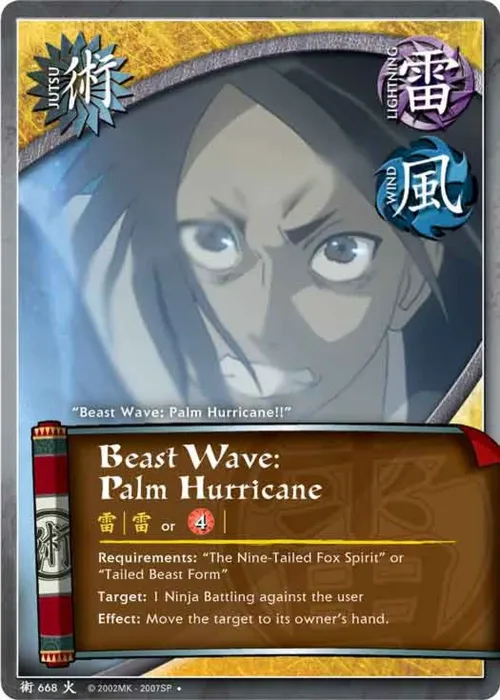 JUTSU 術
LIGHTNING 雷
WIND 風
"Beast Wave: Palm Hurricane!!"
Beast Wave:
Palm Hurricane
雷 | 雷 or 4 |
Requirements: "The Nine-Tailed Fox Spirit" or
"Tailed Beast Form"
Target: 1 Ninja Battling against the user
Effect: Move the target to its owner's hand.
術
術 668 火 © 2002MK · 2007SP •